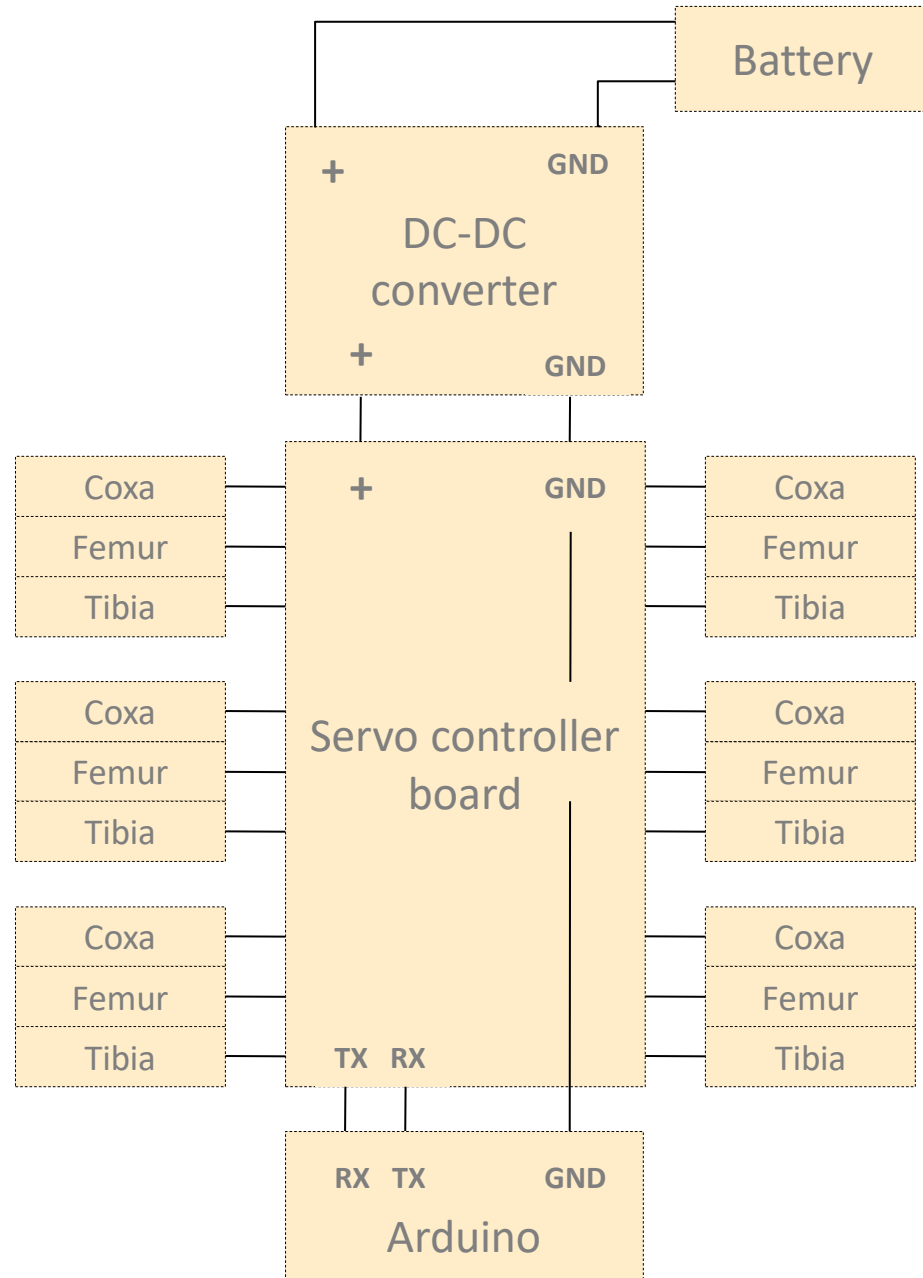 Battery
+ GND
DC-DC
converter
+ GND
+ GND
Coxa
Femur
Tibia
Coxa
Femur
Tibia
Coxa
Femur
Tibia
Servo controller
board
Coxa
Femur
Tibia
Coxa
Femur
Tibia
Coxa
Femur
Tibia
TX RX
RX TX GND
Arduino